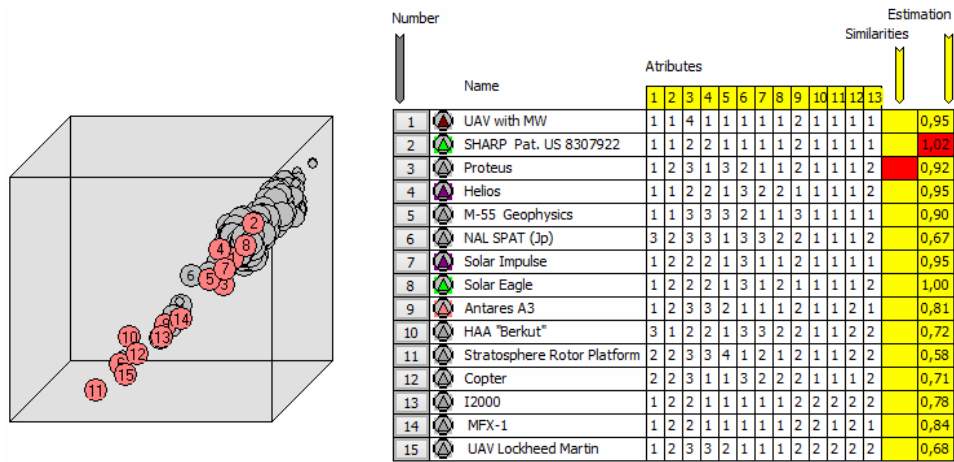 Number
Estimation
Similarities
Atributes
Name
1 2 3 4 5 6 7 8 9 10 11 12 13
1 UAV with MW 1 1 4 1 1 1 1 1 2 1 1 1 1 0,95
2 SHARP Pat. US 8307922 1 1 2 2 1 1 1 1 2 1 1 1 1 1,02
3 Proteus 1 2 3 1 3 2 1 1 1 1 1 1 2 0,92
4 Helios 1 1 2 2 1 3 2 2 1 1 1 1 1 0,95
5 M-55 Geophysics 1 1 3 3 3 2 1 1 3 1 1 1 1 0,90
6 NAL SPAT (Jp) 3 2 3 3 1 3 3 2 2 1 1 1 2 0,67
7 Solar Impulse 1 2 2 2 1 3 1 1 2 1 1 1 2 0,95
8 Solar Eagle 1 2 2 2 1 3 1 2 1 1 1 1 2 1,00
9 Antares A3 1 2 3 3 2 1 1 1 2 1 1 2 2 0,81
10 HAA "Berkut" 3 1 2 2 1 3 3 2 2 1 1 2 2 0,72
11 Stratosphere Rotor Platform 2 2 3 3 4 1 2 1 2 1 1 2 2 0,58
12 Copter 2 2 3 1 1 3 2 2 2 1 1 1 2 0,71
13 I2000 1 2 2 1 1 1 1 1 2 2 2 2 2 0,78
14 MFX-1 1 2 2 1 1 1 1 1 2 1 2 1 2 0,84
15 UAV Lockheed Martin 1 2 3 3 2 1 1 1 2 2 2 2 2 0,68
2
4
8
7
6
5
3
14
13
10
12
15
11